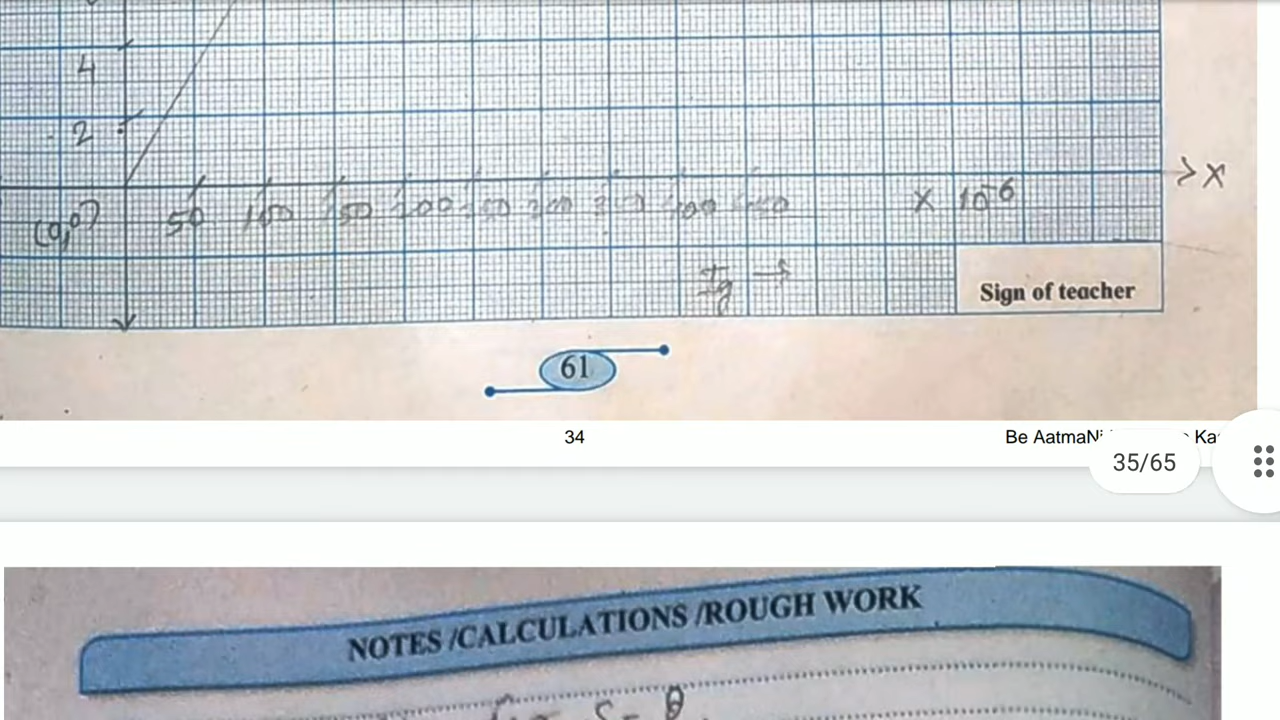 4
2
> X
(0,0) 50 100 150 200 250 300 350 400 450 X 10-6
Ig →
Sign of teacher
61
34
Be AatmaNi Ka
35/65
NOTES /CALCULATIONS /ROUGH WORK
S = θ